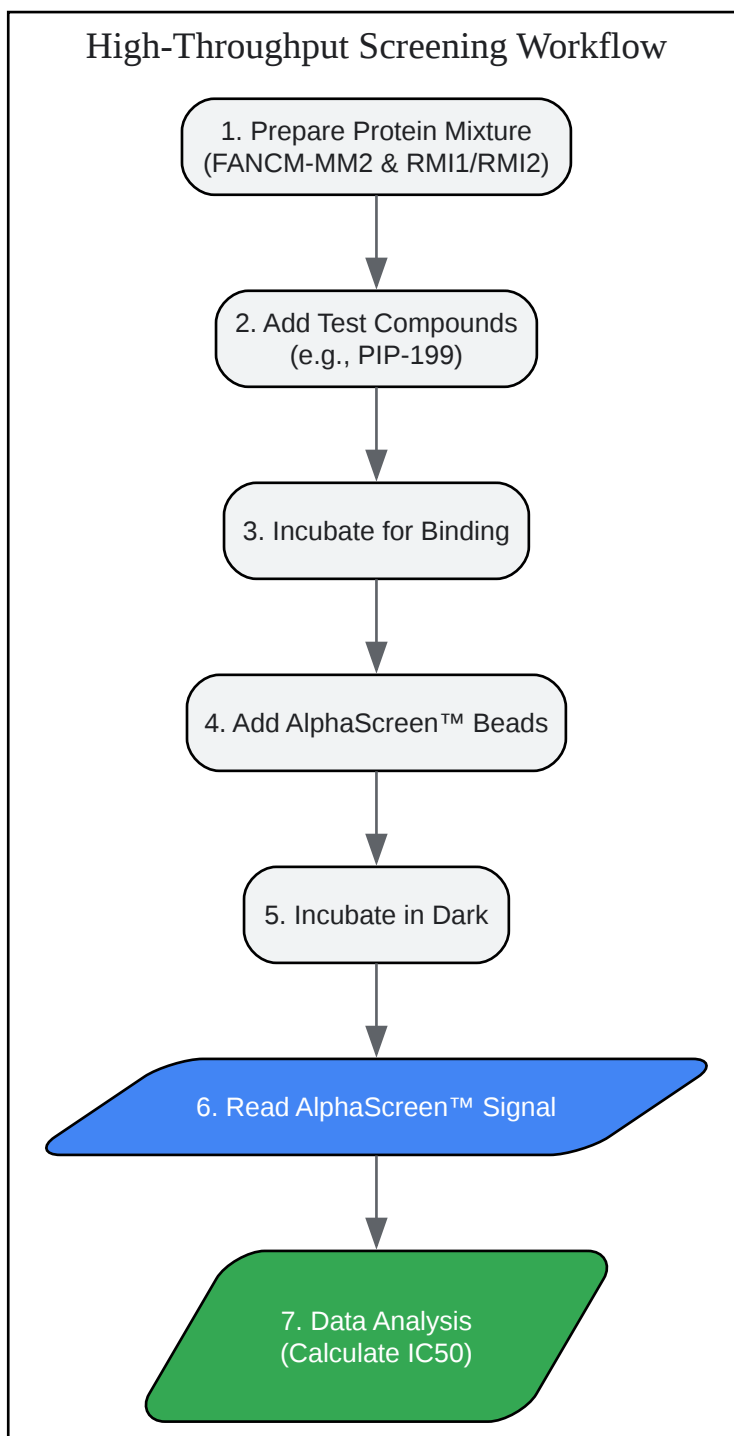 High-Throughput Screening Workflow
1. Prepare Protein Mixture
(FANCM-MM2 & RMI1/RMI2)
2. Add Test Compounds
(e.g., PIP-199)
3. Incubate for Binding
4. Add AlphaScreen™ Beads
5. Incubate in Dark
6. Read AlphaScreen™ Signal
7. Data Analysis
(Calculate IC50)